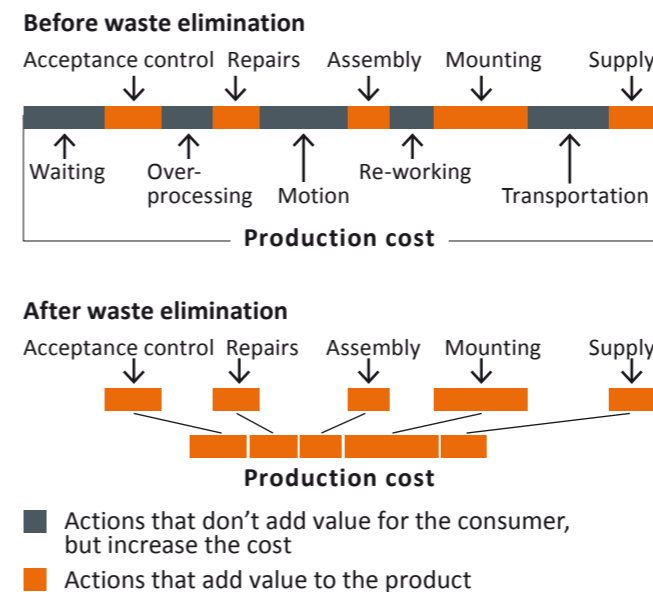 Before waste elimination
Acceptance control Repairs Assembly Mounting Supply
Waiting Over- Motion Re-working Transportation
processing
Production cost
After waste elimination
Acceptance control Repairs Assembly Mounting Supply
Production cost
Actions that don't add value for the consumer,
but increase the cost
Actions that add value to the product